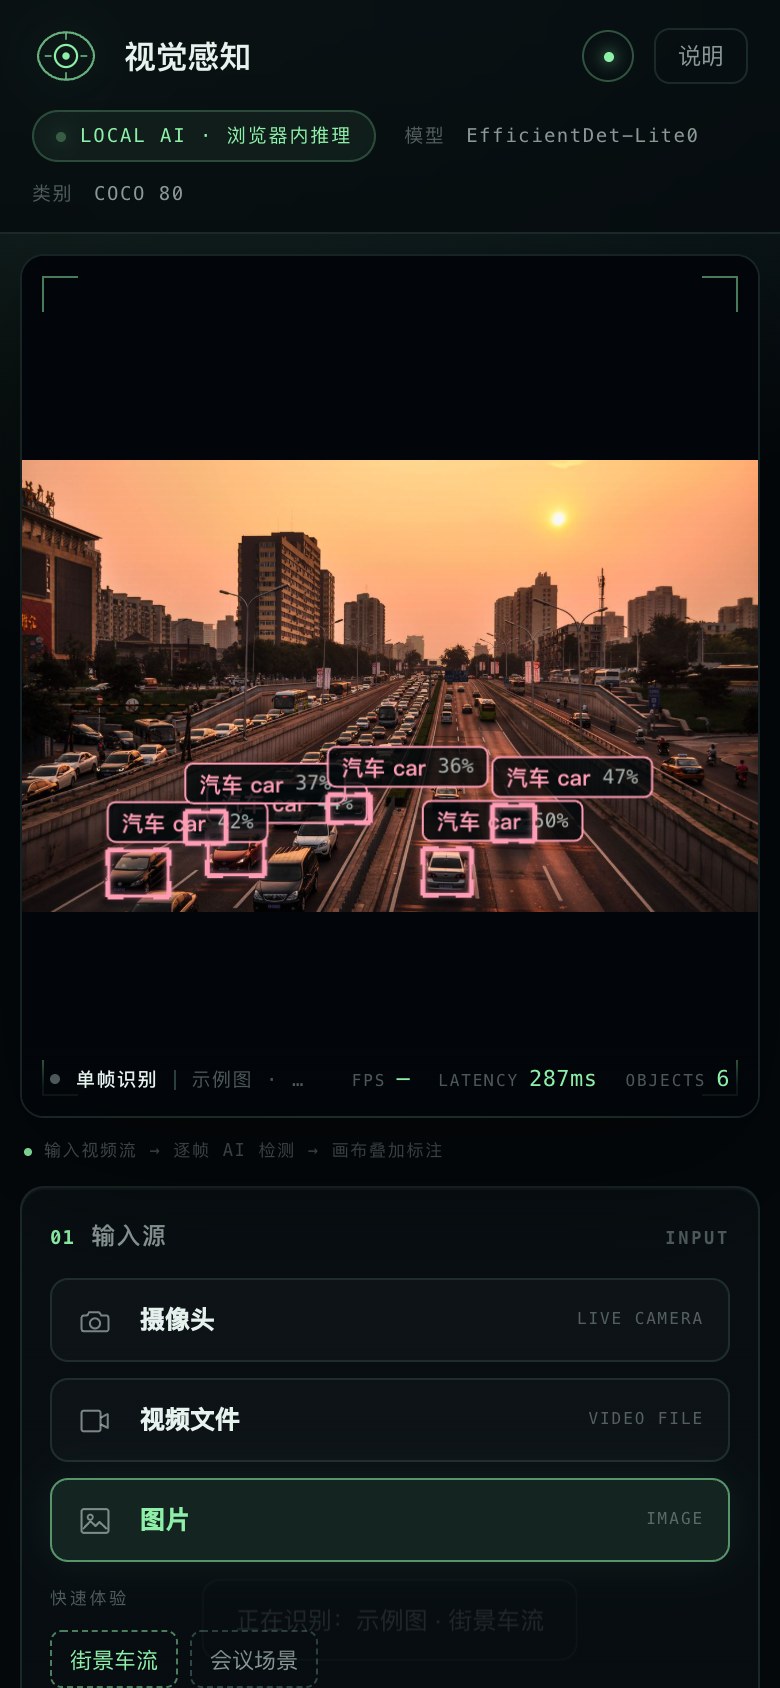 视觉感知
说明
LOCAL AI · 浏览器内推理
模型 EfficientDet-Lite0
类别 COCO 80
汽车 car 36%
汽车 car 37%
汽车 car 47%
car
汽车 car 42%
汽车 car 50%
单帧识别 | 示例图 · …
FPS — LATENCY 287ms OBJECTS 6
输入视频流 → 逐帧 AI 检测 → 画布叠加标注
01 输入源 INPUT
摄像头 LIVE CAMERA
视频文件 VIDEO FILE
图片 IMAGE
快速体验
正在识别: 示例图 · 街景车流
街景车流 会议场景